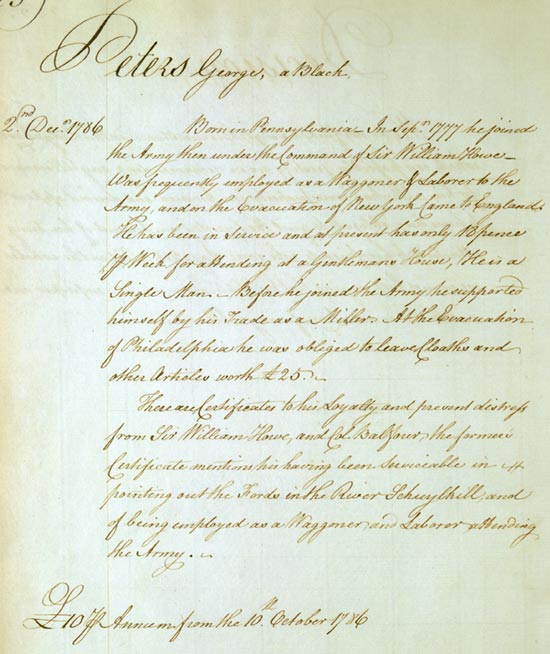 Peters George, a Black.
2nd Decr 1786
Born in Pennsylvania – In Sepr 1777 he joined
the Army then under the Command of Sir William Howe –
Was frequently employed as a Waggoner & Laborer to the
Army, and on the Evacuation of New York Came to England.
He has been in Service and at present has only 18 pence
⅌ Week for attending at a Gentlemans House, He is a
Single Man. – Before he joined the Army he supported
himself by his Trade as a Miller. At the Evacuation
of Philadelphia he was obliged to leave Cloaths and
other Articles worth £25. –
There are Certificates to his Loyalty and present distress
from Sir William Howe, and Col. Balfour, the former
Certificate mentions his having been Serviceable in
pointing out the Fords in the River Schuylkill, and
of being employed as a Waggoner and Laborer attending
the Army. –
£10 ⅌ Annum from the 10th October 1786